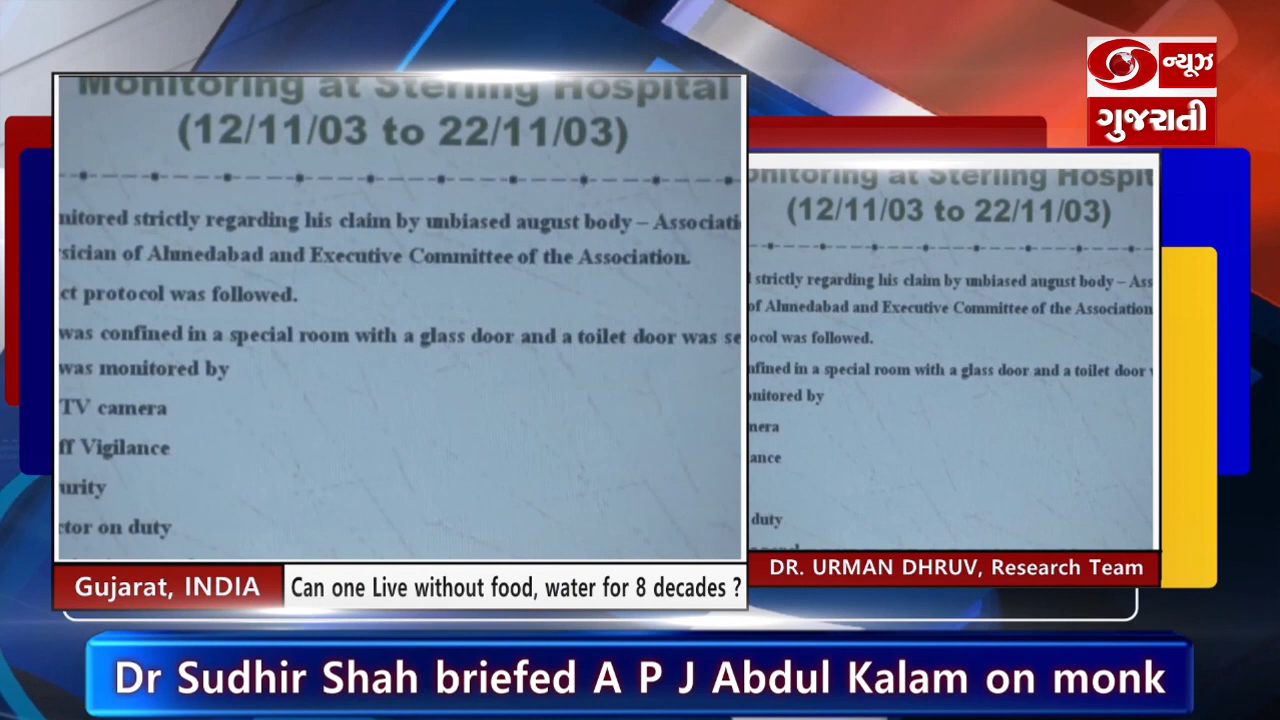 ન્યૂઝ
ગુજરાતી
Monitoring at Sterling Hospital
(12/11/03 to 22/11/03)
nitored strictly regarding his claim by unbiased august body – Associati
sician of Ahmedabad and Executive Committee of the Association.
ct protocol was followed.
was confined in a special room with a glass door and a toilet door was se
was monitored by
TV camera
ff Vigilance
urity
ctor on duty
onitoring at Sterling Hospit
(12/11/03 to 22/11/03)
strictly regarding his claim by unbiased august body – Ass
of Ahmedabad and Executive Committee of the Association
ocol was followed.
nfined in a special room with a glass door and a toilet door
onitored by
mera
ance
duty
DR. URMAN DHRUV, Research Team
Gujarat, INDIA
Can one Live without food, water for 8 decades ?
Dr Sudhir Shah briefed A P J Abdul Kalam on monk